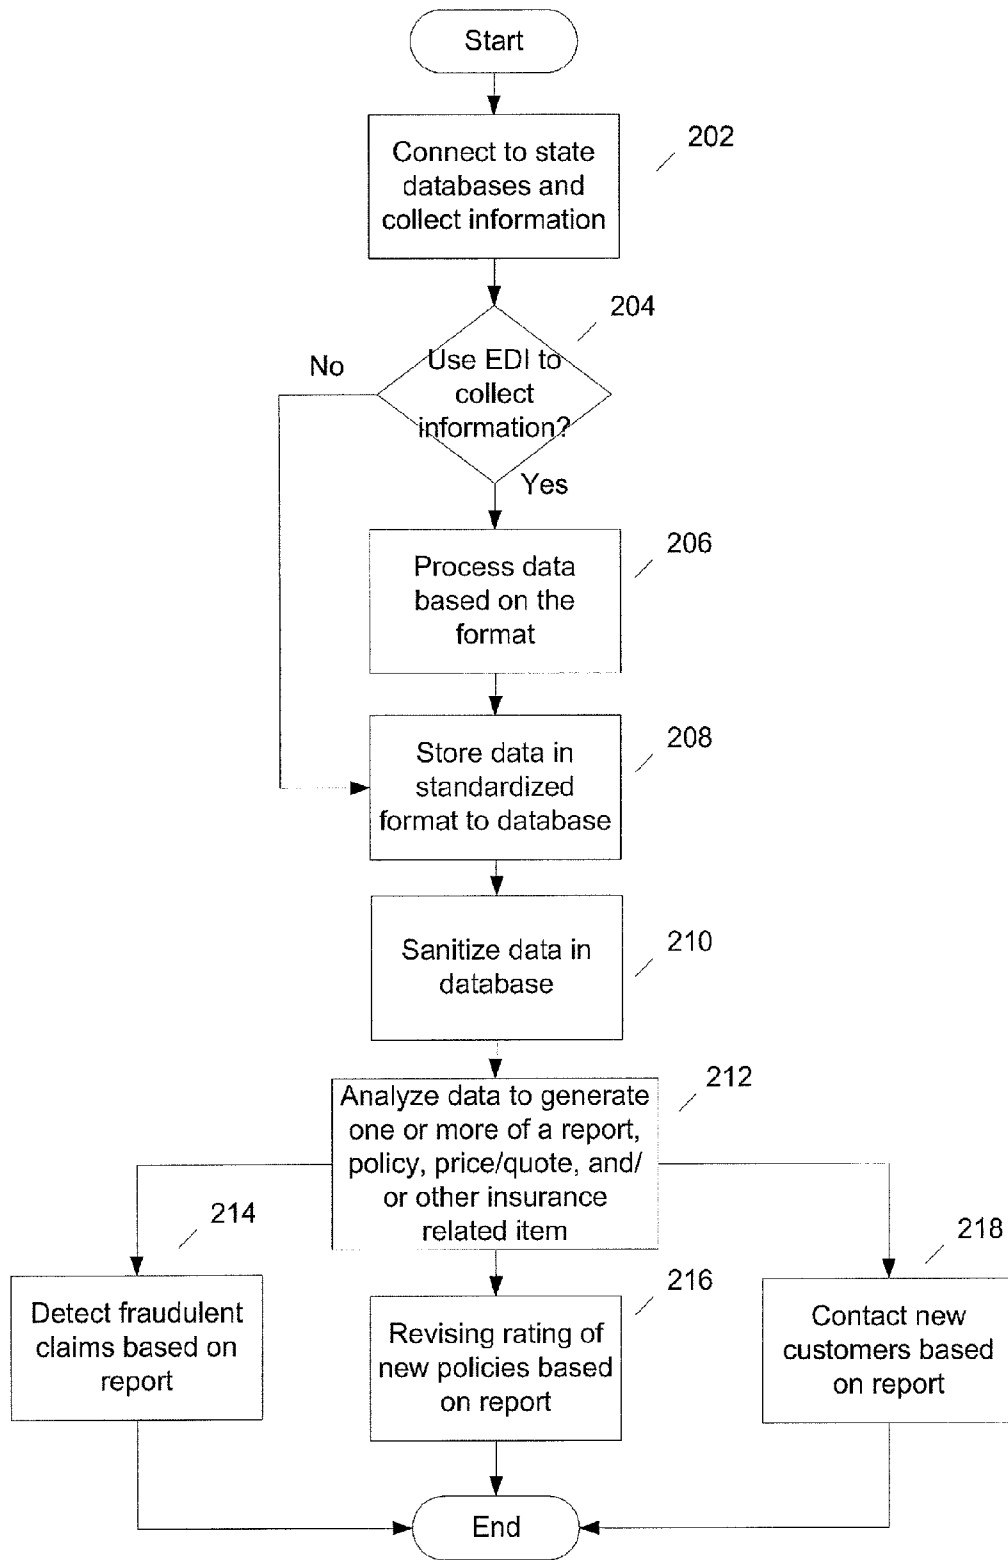 Start
Connect to state
databases and
collect information
202
204
Use EDI to
collect
information?
No
Yes
Process data
based on the
format
206
Store data in
standardized
format to database
208
Sanitize data in
database
210
Analyze data to generate
one or more of a report,
policy, price/quote, and/
or other insurance
related item
212
214
Detect fraudulent
claims based on
report
216
Revising rating of
new policies based
on report
218
Contact new
customers based
on report
End